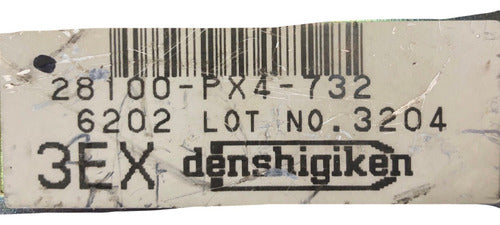 28100-PX4-732
6202 LOT NO.3204
3EX denshigiken